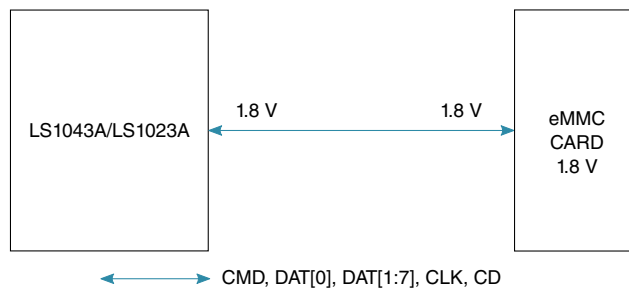 LS1043A/LS1023A
1.8 V
1.8 V
eMMC
CARD
1.8 V
CMD, DAT[0], DAT[1:7], CLK, CD